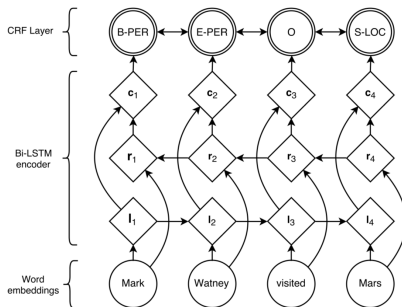 CRF Layer
B-PER E-PER O S-LOC
c1 c2 c3 c4
Bi-LSTM
encoder
r1 r2 r3 r4
l1 l2 l3 l4
Word
embeddings
Mark Watney visited Mars